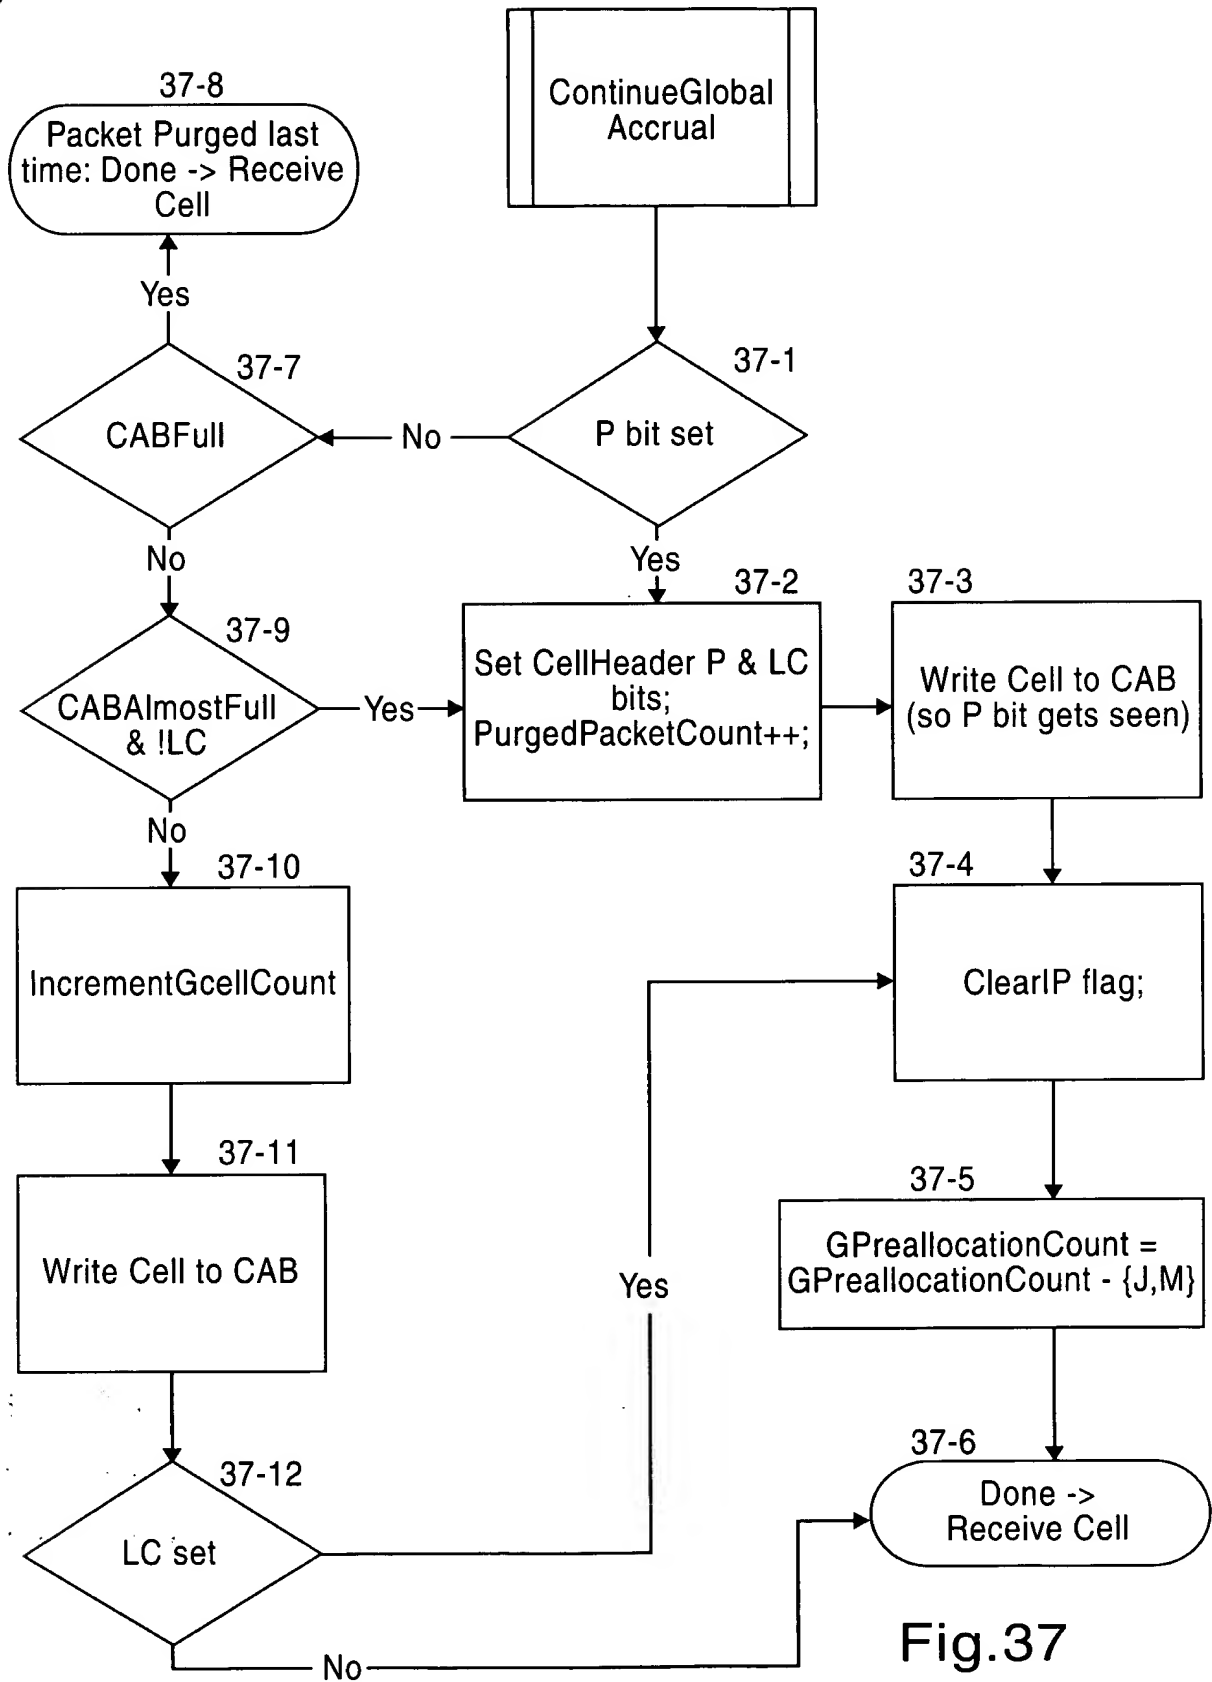 ContinueGlobal
Accrual
37-8
Packet Purged last
time: Done -> Receive
Cell
Yes
37-7
CABFull
No
37-1
P bit set
No
Yes
37-9
CABAlmostFull
& !LC
Yes
37-2
Set CellHeader P & LC
bits;
PurgedPacketCount++;
37-3
Write Cell to CAB
(so P bit gets seen)
No
37-10
IncrementGcellCount
37-4
ClearIP flag;
37-11
Write Cell to CAB
37-5
GPreallocationCount =
GPreallocationCount - {J,M}
Yes
37-12
LC set
37-6
Done ->
Receive Cell
No
Fig.37